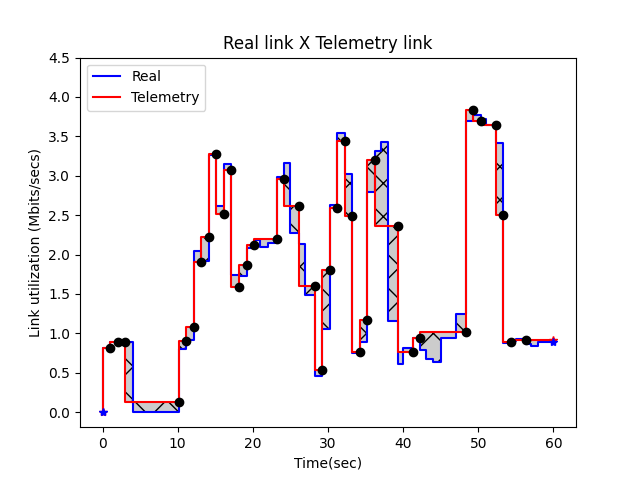 Real link X Telemetry link
Real
Telemetry
Link utilization (Mbits/secs)
4.5
4.0
3.5
3.0
2.5
2.0
1.5
1.0
0.5
0.0
0 10 20 30 40 50 60
Time(sec)